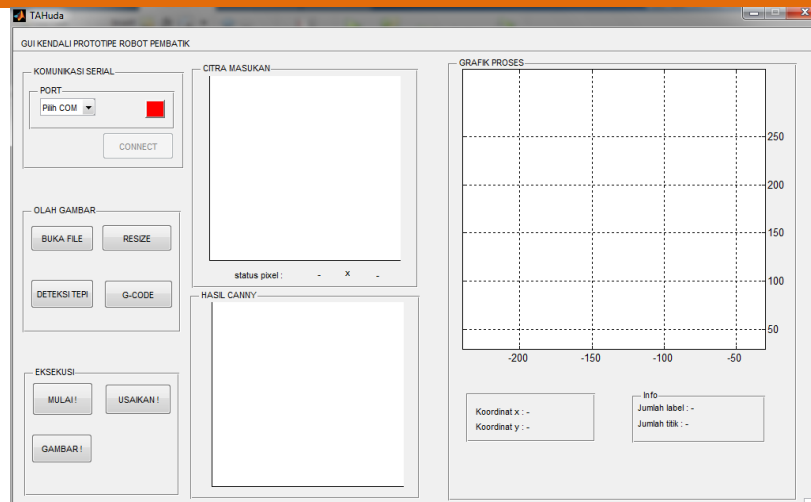 TAHuda
GUI KENDALI PROTOTIPE ROBOT PEMBATIK
KOMUNIKASI SERIAL
PORT
Pilih COM
CONNECT
OLAH GAMBAR
BUKA FILE
RESIZE
DETEKSI TEPI
G-CODE
EKSEKUSI
MULAI !
USAIKAN !
GAMBAR !
CITRA MASUKAN
status pixel : - x -
HASIL CANNY
GRAFIK PROSES
250
200
150
100
50
-200 -150 -100 -50
Koordinat x : -
Koordinat y : -
Info
Jumlah label : -
Jumlah titik : -